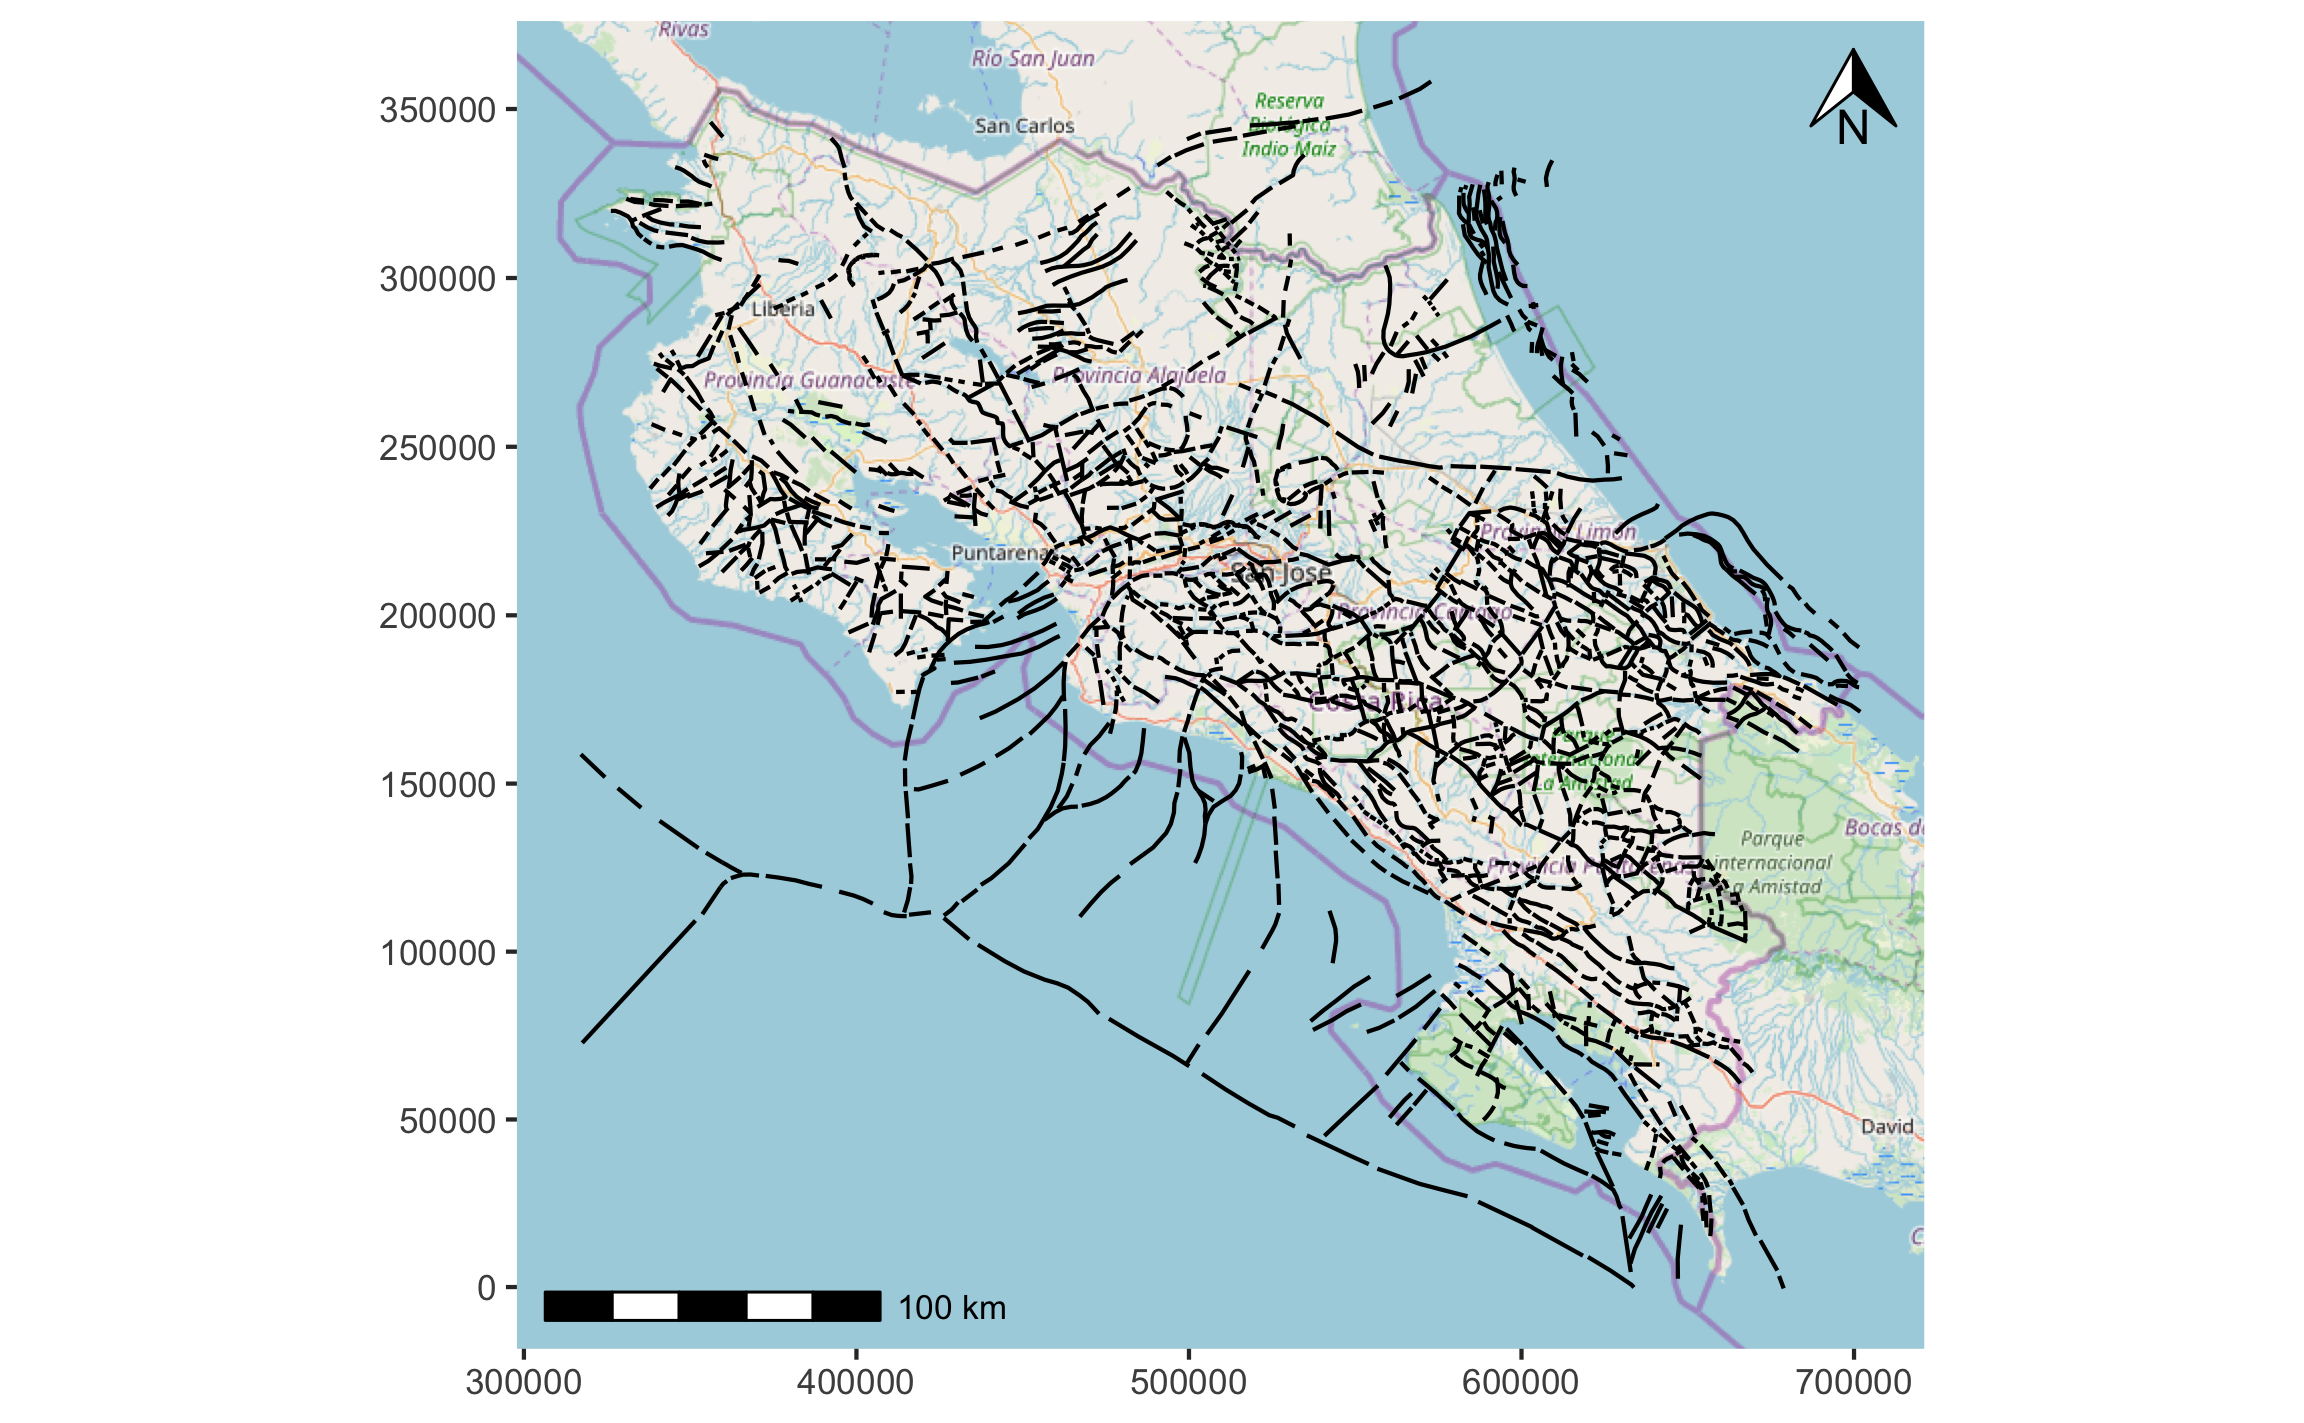 Rivas
Río San Juan
Reserva
Biológica
Indio Maíz
San Carlos
N
350000
300000
250000
200000
150000
100000
50000
0
Liberia
Provincia Guanacaste
Provincia Alajuela
Provincia Limón
Puntarenas
San José
Provincia Cartago
Costa Rica
Parque
Internacional
La Amistad
Provincia Puntarenas
Parque
internacional
La Amistad
Bocas de
David
C
100 km
300000
400000
500000
600000
700000